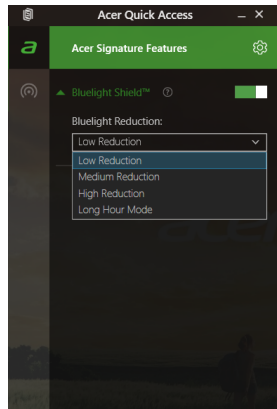 Acer Quick Access
Acer Signature Features
Bluelight Shield™
Bluelight Reduction:
Low Reduction
Low Reduction
Medium Reduction
High Reduction
Long Hour Mode